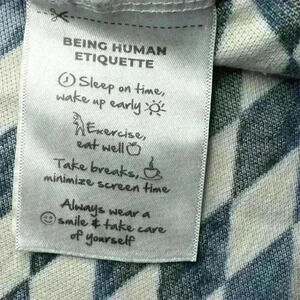 BEING HUMAN
ETIQUETTE
Sleep on time,
wake up early
Exercise,
eat well
Take breaks,
minimize screen time
Always wear a
smile & take care
of yourself